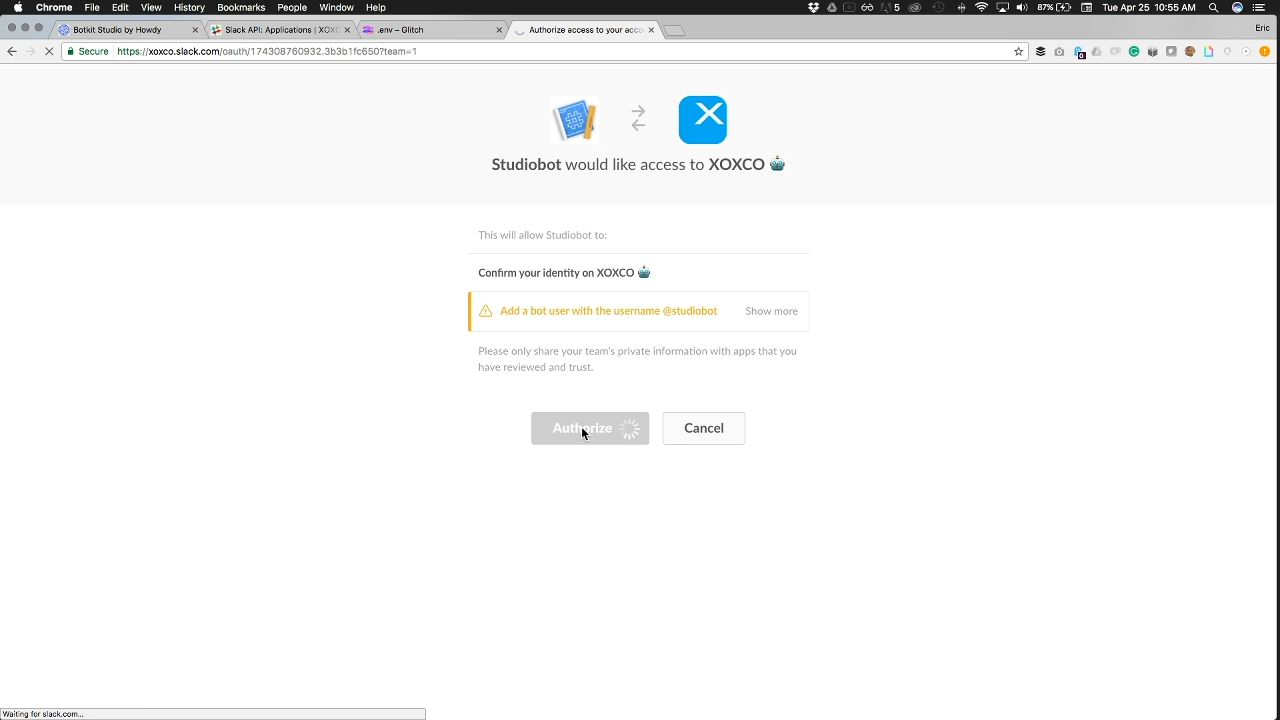 Chrome File Edit View History Bookmarks People Window Help 5 87% Tue Apr 25 10:55 AM
Botkit Studio by Howdy Slack API: Applications | XOXC .env – Glitch Authorize access to your acco Eric
Secure https://xoxco.slack.com/oauth/174308760932.3b3b1fc650?team=1 0
Studiobot would like access to XOXCO
This will allow Studiobot to:
Confirm your identity on XOXCO
Add a bot user with the username @studiobot Show more
Please only share your team's private information with apps that you
have reviewed and trust.
Authorize Cancel
Waiting for slack.com...